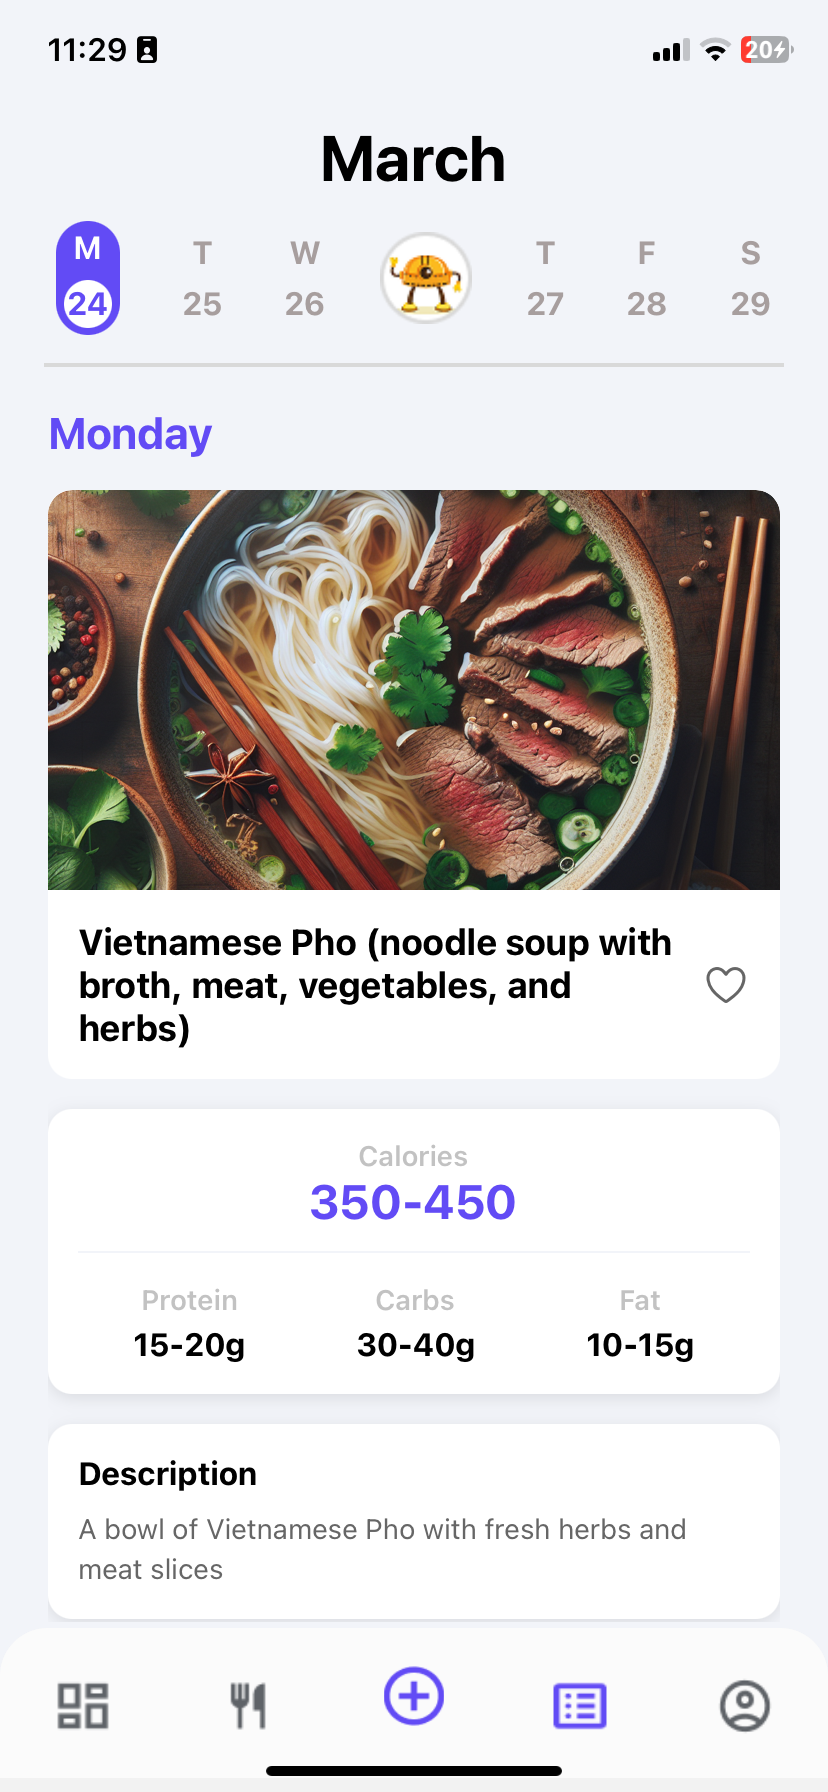 11:29
20
March
M T W T F S
24 25 26 27 28 29
Monday
Vietnamese Pho (noodle soup with
broth, meat, vegetables, and
herbs)
Calories
350-450
Protein Carbs Fat
15-20g 30-40g 10-15g
Description
A bowl of Vietnamese Pho with fresh herbs and
meat slices